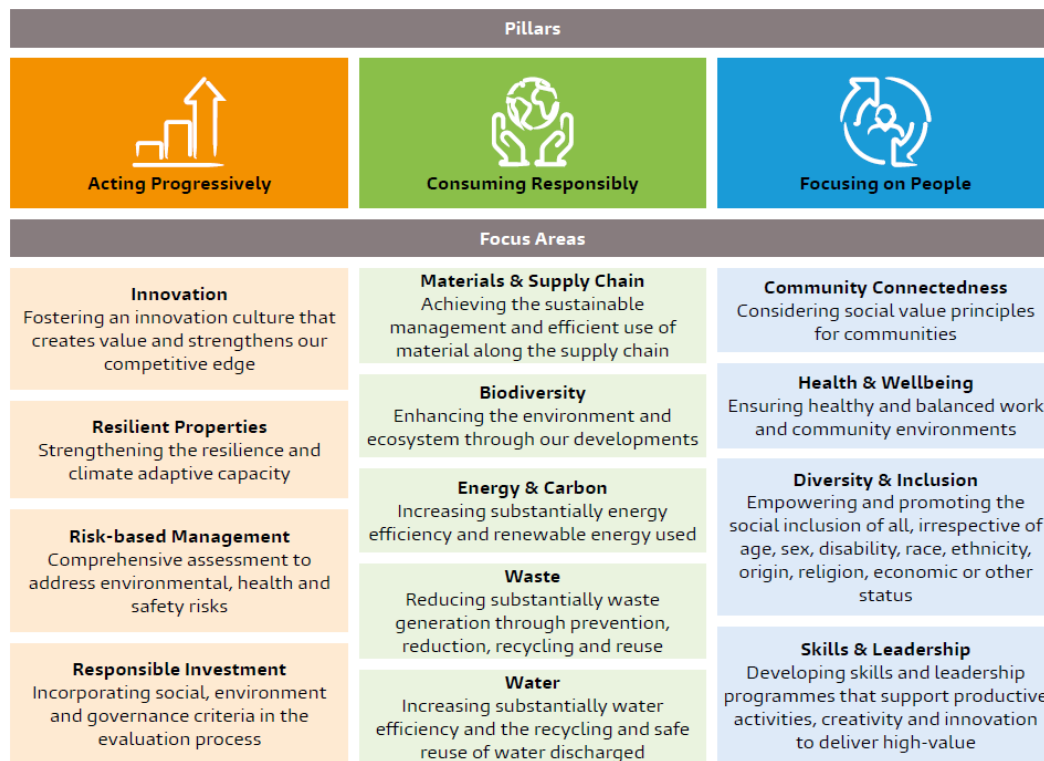 Pillars
Acting Progressively
Consuming Responsibly
Focusing on People
Focus Areas
Innovation
Fostering an innovation culture that
creates value and strengthens our
competitive edge
Resilient Properties
Strengthening the resilience and
climate adaptive capacity
Risk-based Management
Comprehensive assessment to
address environmental, health and
safety risks
Responsible Investment
Incorporating social, environment
and governance criteria in the
evaluation process
Materials & Supply Chain
Achieving the sustainable
management and efficient use of
material along the supply chain
Biodiversity
Enhancing the environment and
ecosystem through our developments
Energy & Carbon
Increasing substantially energy
efficiency and renewable energy used
Waste
Reducing substantially waste
generation through prevention,
reduction, recycling and reuse
Water
Increasing substantially water
efficiency and the recycling and safe
reuse of water discharged
Community Connectedness
Considering social value principles
for communities
Health & Wellbeing
Ensuring healthy and balanced work
and community environments
Diversity & Inclusion
Empowering and promoting the
social inclusion of all, irrespective of
age, sex, disability, race, ethnicity,
origin, religion, economic or other
status
Skills & Leadership
Developing skills and leadership
programmes that support productive
activities, creativity and innovation
to deliver high-value